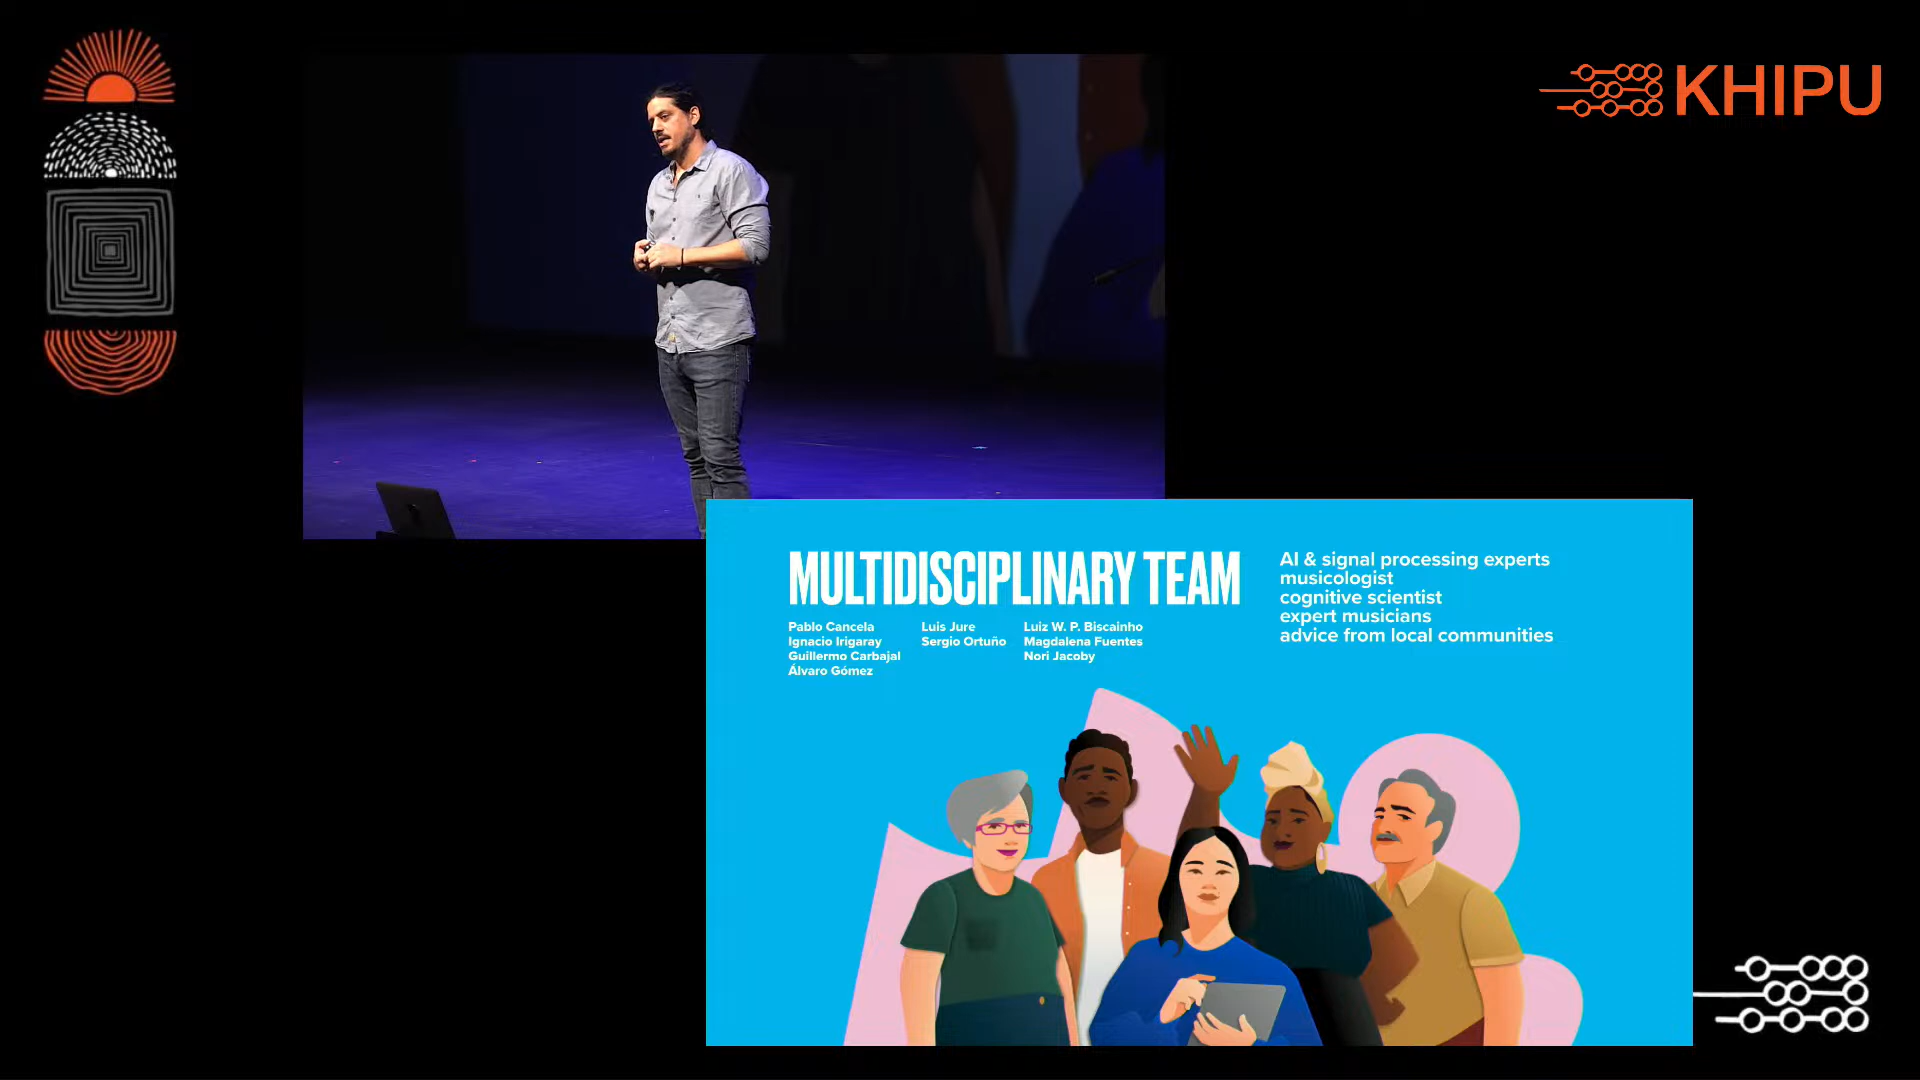 KHIPU
MULTIDISCIPLINARY TEAM
Pablo Cancela
Ignacio Irigaray
Guillermo Carbajal
Álvaro Gómez
Luis Jure
Sergio Ortuño
Luiz W. P. Biscainho
Magdalena Fuentes
Nori Jacoby
AI & signal processing experts
musicologist
cognitive scientist
expert musicians
advice from local communities